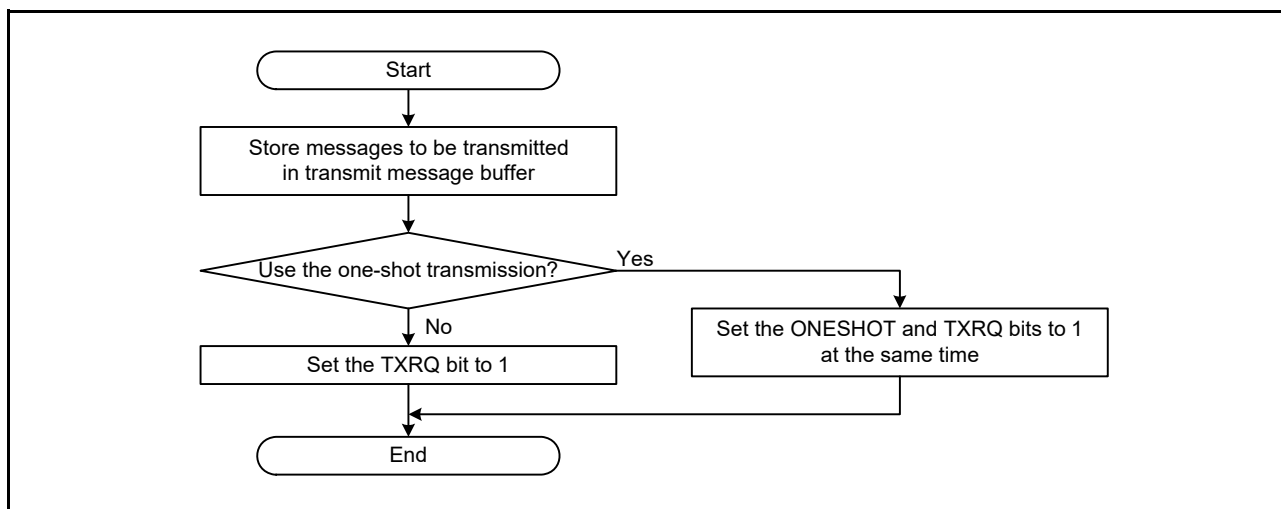 Start
Store messages to be transmitted
in transmit message buffer
Use the one-shot transmission?
Yes
No
Set the TXRQ bit to 1
Set the ONESHOT and TXRQ bits to 1
at the same time
End